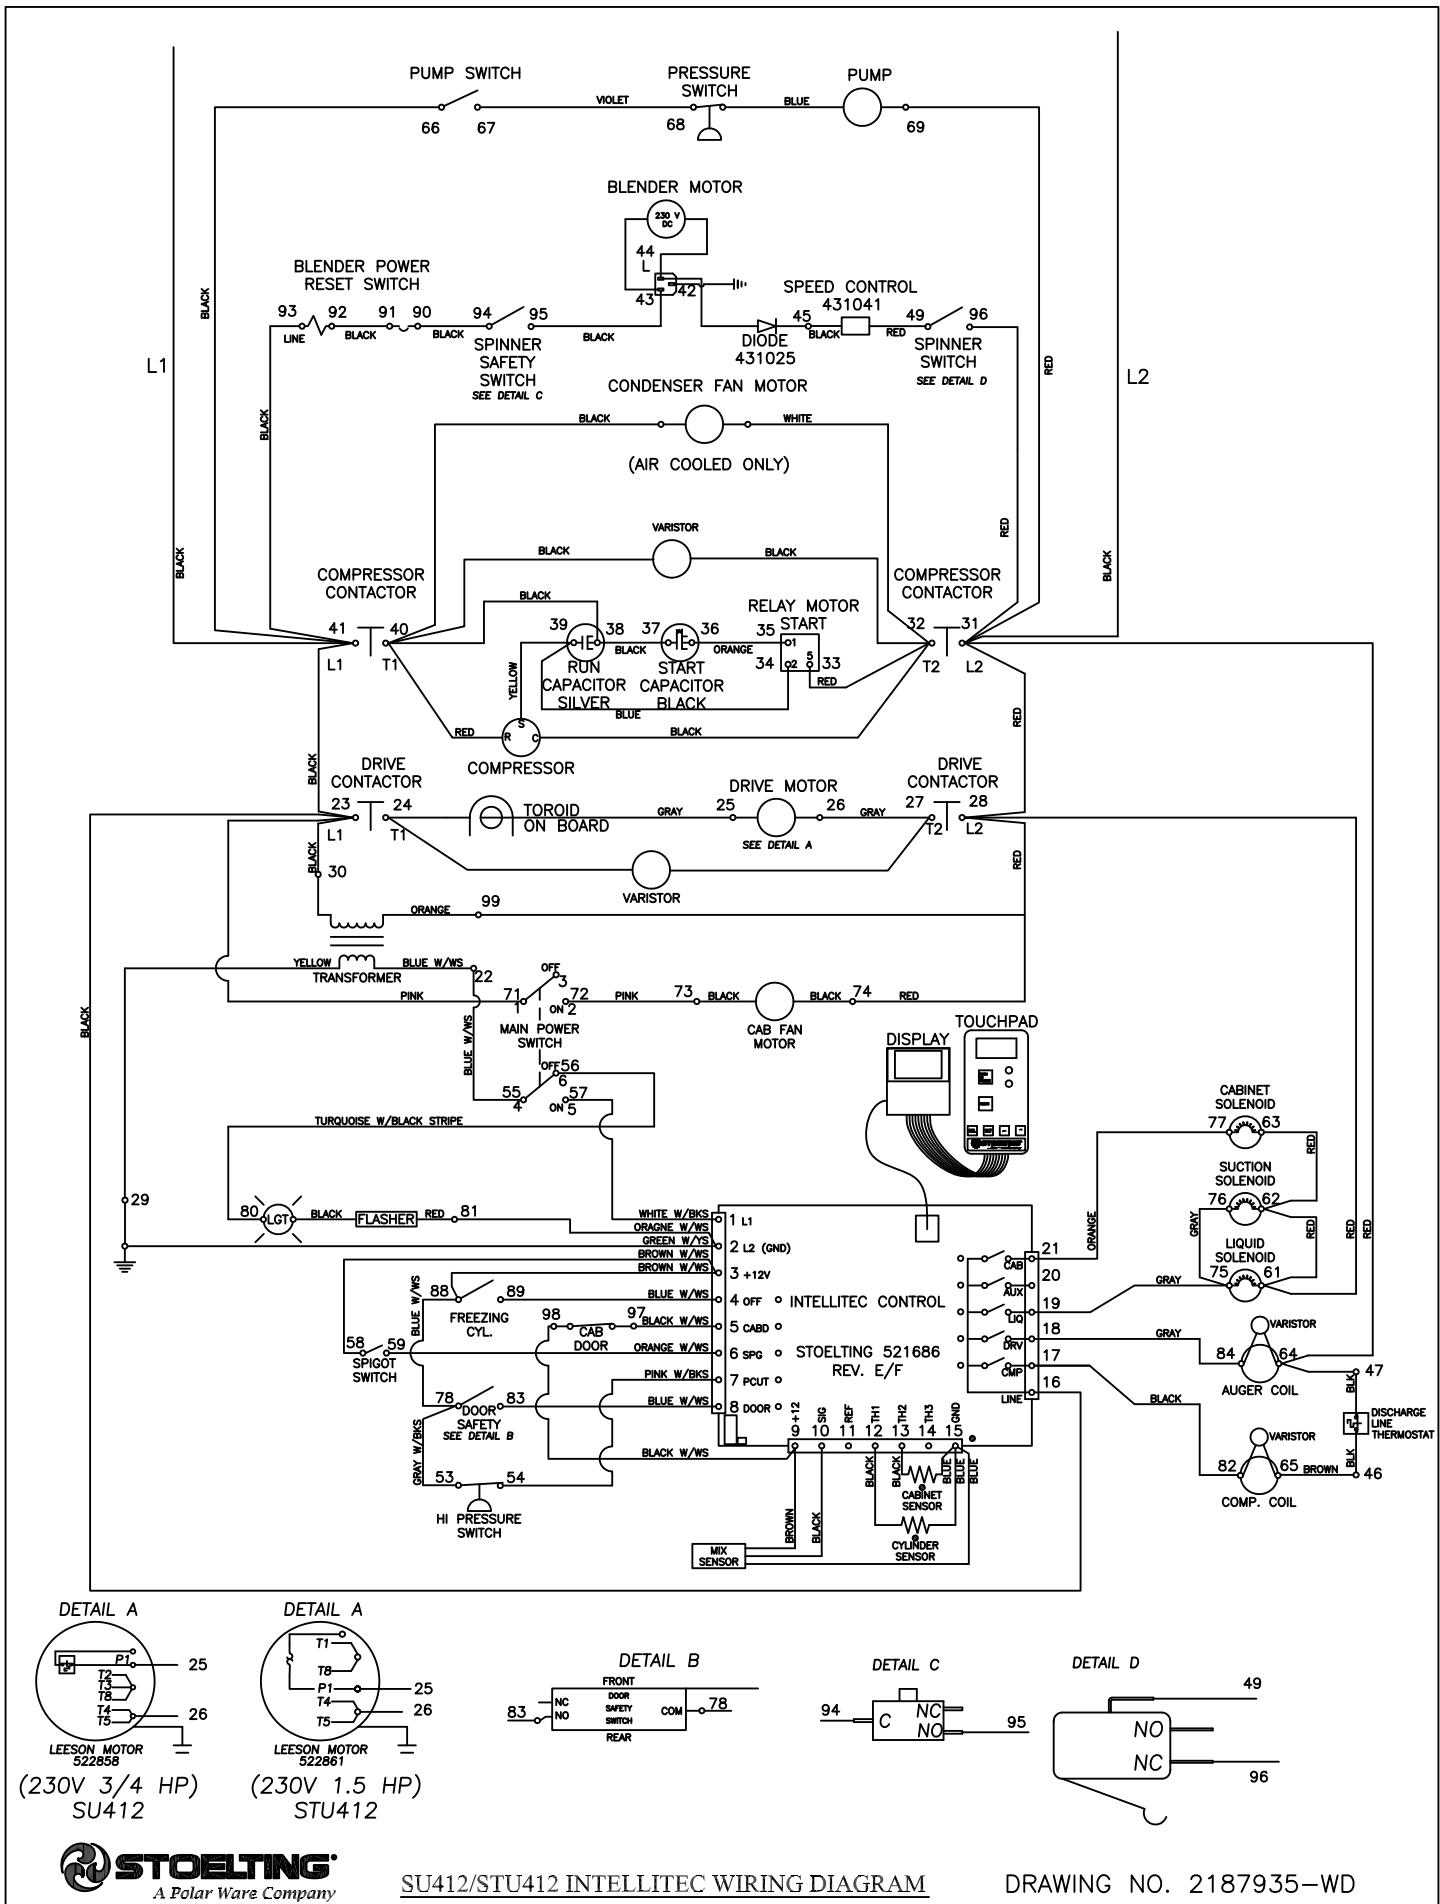 PUMP SWITCH
PRESSURE
SWITCH
PUMP
VIOLET
BLUE
66
67
68
69
BLENDER MOTOR
230 V
DC
44
L
43
42
BLENDER POWER
RESET SWITCH
93
92
91
90
94
95
LINE
BLACK
BLACK
BLACK
SPINNER
SAFETY
SWITCH
SEE DETAIL C
SPEED CONTROL
431041
45
49
96
BLACK
RED
DIODE
431025
SPINNER
SWITCH
SEE DETAIL D
BLACK
L1
RED
L2
BLACK
CONDENSER FAN MOTOR
BLACK
WHITE
(AIR COOLED ONLY)
VARISTOR
BLACK
BLACK
RED
BLACK
BLACK
COMPRESSOR
CONTACTOR
41
40
L1
T1
BLACK
39
38
37
36
35
1
34
2
5
33
RELAY MOTOR
START
BLACK
ORANGE
RED
RUN
CAPACITOR
SILVER
START
CAPACITOR
BLACK
BLUE
YELLOW
COMPRESSOR
CONTACTOR
32
31
T2
L2
RED
S
R
C
BLACK
COMPRESSOR
RED
BLACK
DRIVE
CONTACTOR
23
24
L1
T1
TOROID
ON BOARD
GRAY
25
DRIVE MOTOR
26
GRAY
SEE DETAIL A
DRIVE
CONTACTOR
27
28
T2
L2
BLACK
30
VARISTOR
RED
ORANGE
99
YELLOW
BLUE W/WS
TRANSFORMER
22
PINK
71
1
OFF
3
72
ON 2
PINK
MAIN POWER
SWITCH
73
BLACK
BLACK
74
RED
CAB FAN
MOTOR
BLACK
BLUE W/WS
OFF
56
6
55
4
57
ON 5
TURQUOISE W/BLACK STRIPE
DISPLAY
TOUCHPAD
29
80
LGT
BLACK
FLASHER
RED
81
WHITE W/BKS
ORAGNE W/WS
GREEN W/YS
BROWN W/WS
BROWN W/WS
BLUE W/WS
BLACK W/WS
ORANGE W/WS
PINK W/BKS
BLUE W/WS
BLACK W/WS
1 L1
2 L2 (GND)
3 +12V
4 OFF
5 CABD
6 SPG
7 PCUT
8 DOOR
INTELLITEC CONTROL
STOELTING 521686
REV. E/F
88
89
FREEZING
CYL.
BLUE W/WS
98
97
CAB
DOOR
58
59
SPIGOT
SWITCH
78
83
DOOR
SAFETY
SEE DETAIL B
GRAY W/BKS
53
54
HI PRESSURE
SWITCH
+12
SIG
REF
TH1
TH2
TH3
GND
9
10
11
12
13
14
15
BROWN
BLACK
BLACK
BLACK
BLUE
BLUE
BLUE
CABINET
SENSOR
CYLINDER
SENSOR
MIX
SENSOR
21
CAB
20
AUX
19
LIQ
18
DRV
17
CMP
16
LINE
ORANGE
GRAY
GRAY
BLACK
CABINET
SOLENOID
77
63
RED
SUCTION
SOLENOID
76
62
GRAY
RED
LIQUID
SOLENOID
75
61
RED
RED
VARISTOR
84
64
AUGER COIL
47
BLK
DISCHARGE
LINE
THERMOSTAT
BLK
VARISTOR
82
65
BROWN
46
COMP. COIL
DETAIL A
P1
T2
T3
T8
T4
T5
25
26
LEESON MOTOR
522858
(230V 3/4 HP)
SU412
DETAIL A
T1
T8
P1
T4
T5
25
26
LEESON MOTOR
522861
(230V 1.5 HP)
STU412
DETAIL B
FRONT
83
NC
NO
DOOR
SAFETY
SWITCH
COM
78
REAR
DETAIL C
94
C
NC
NO
95
DETAIL D
49
NO
NC
96
STOELTING
A Polar Ware Company
SU412/STU412 INTELLITEC WIRING DIAGRAM
DRAWING NO. 2187935-WD